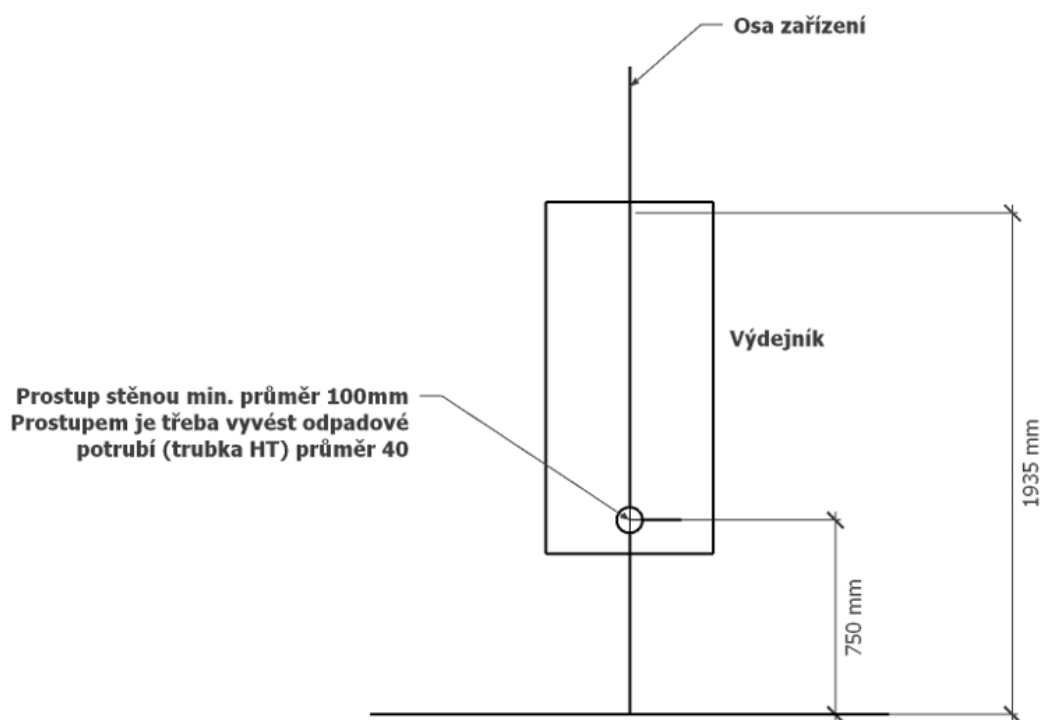 Osa zařízení
Výdejník
Prostup stěnou min. průměr 100mm
Prostupem je třeba vyvést odpadové
potrubí (trubka HT) průměr 40
1935 mm
750 mm